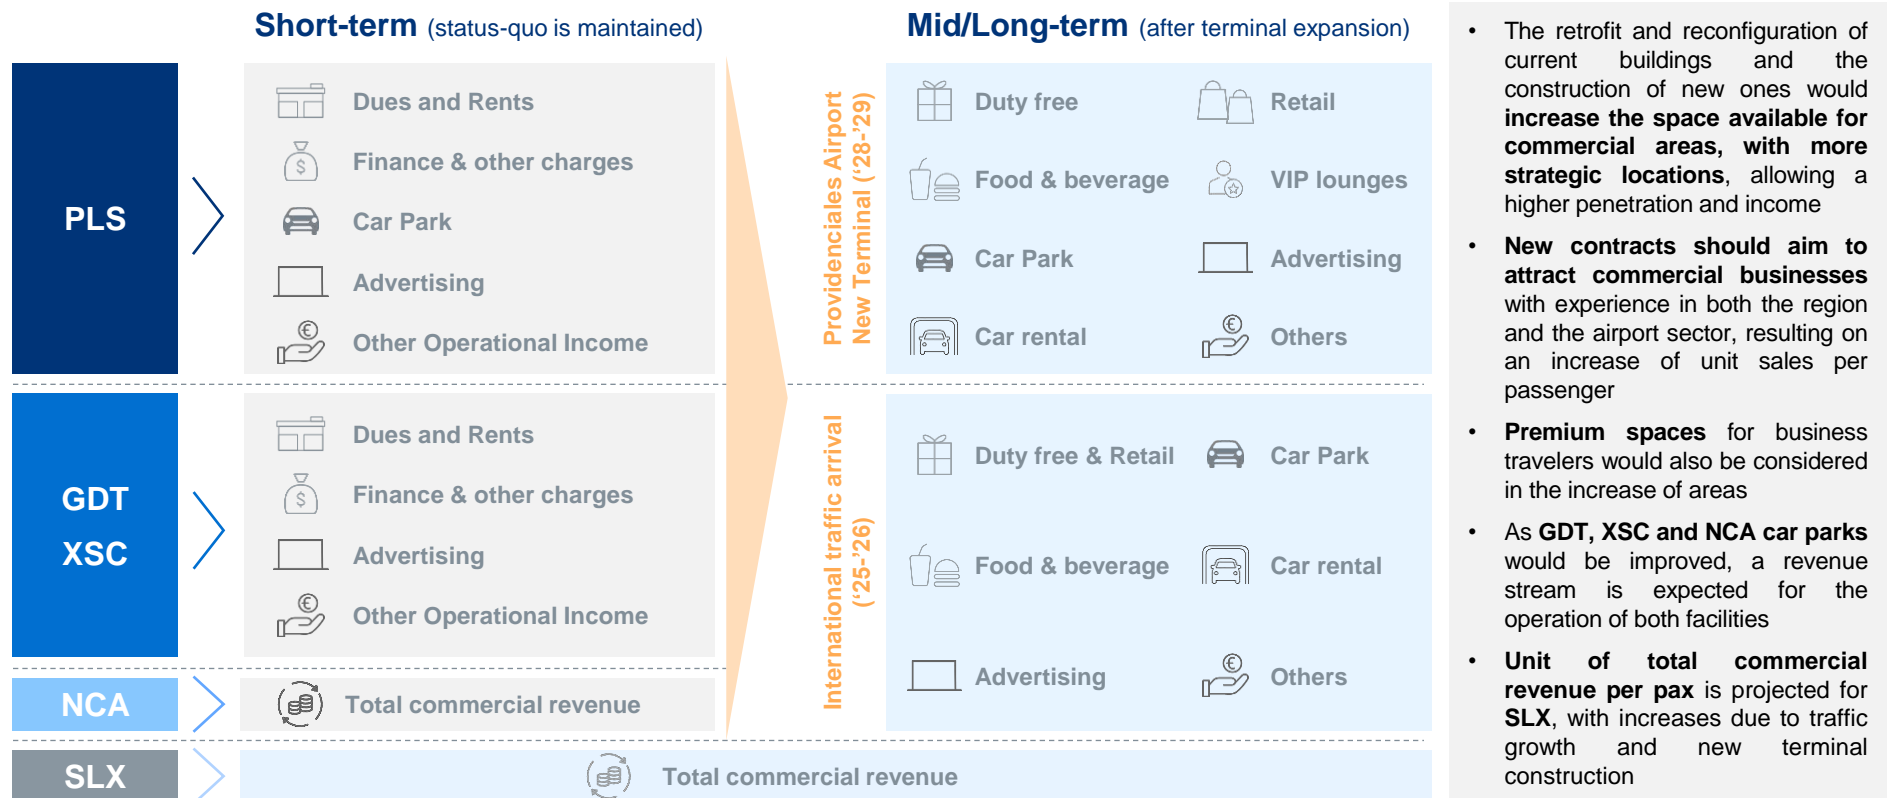 Short-term (status-quo is maintained)
Mid/Long-term (after terminal expansion)
PLS
Dues and Rents
Finance & other charges
Car Park
Advertising
Other Operational Income
Providenciales Airport
New Terminal (‘28-’29)
Duty free
Retail
Food & beverage
VIP lounges
Car Park
Advertising
Car rental
Others
GDT
XSC
Dues and Rents
Finance & other charges
Advertising
Other Operational Income
NCA
Total commercial revenue
International traffic arrival
(‘25-’26)
Duty free & Retail
Car Park
Food & beverage
Car rental
Advertising
Others
SLX
Total commercial revenue
• The retrofit and reconfiguration of
current buildings and the
construction of new ones would
increase the space available for
commercial areas, with more
strategic locations, allowing a
higher penetration and income
• New contracts should aim to
attract commercial businesses
with experience in both the region
and the airport sector, resulting on
an increase of unit sales per
passenger
• Premium spaces for business
travelers would also be considered
in the increase of areas
• As GDT, XSC and NCA car parks
would be improved, a revenue
stream is expected for the
operation of both facilities
• Unit of total commercial
revenue per pax is projected for
SLX, with increases due to traffic
growth and new terminal
construction